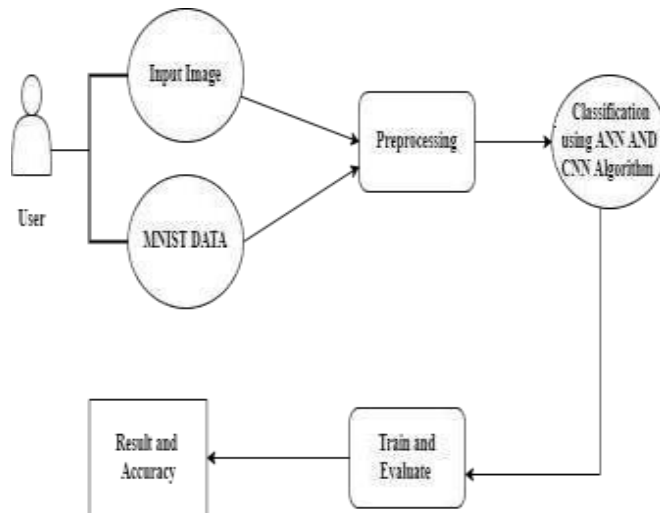 Input Image
User
MNIST DATA
Preprocessing
Classification
using ANN AND
CNN Algorithm
Train and
Evaluate
Result and
Accuracy